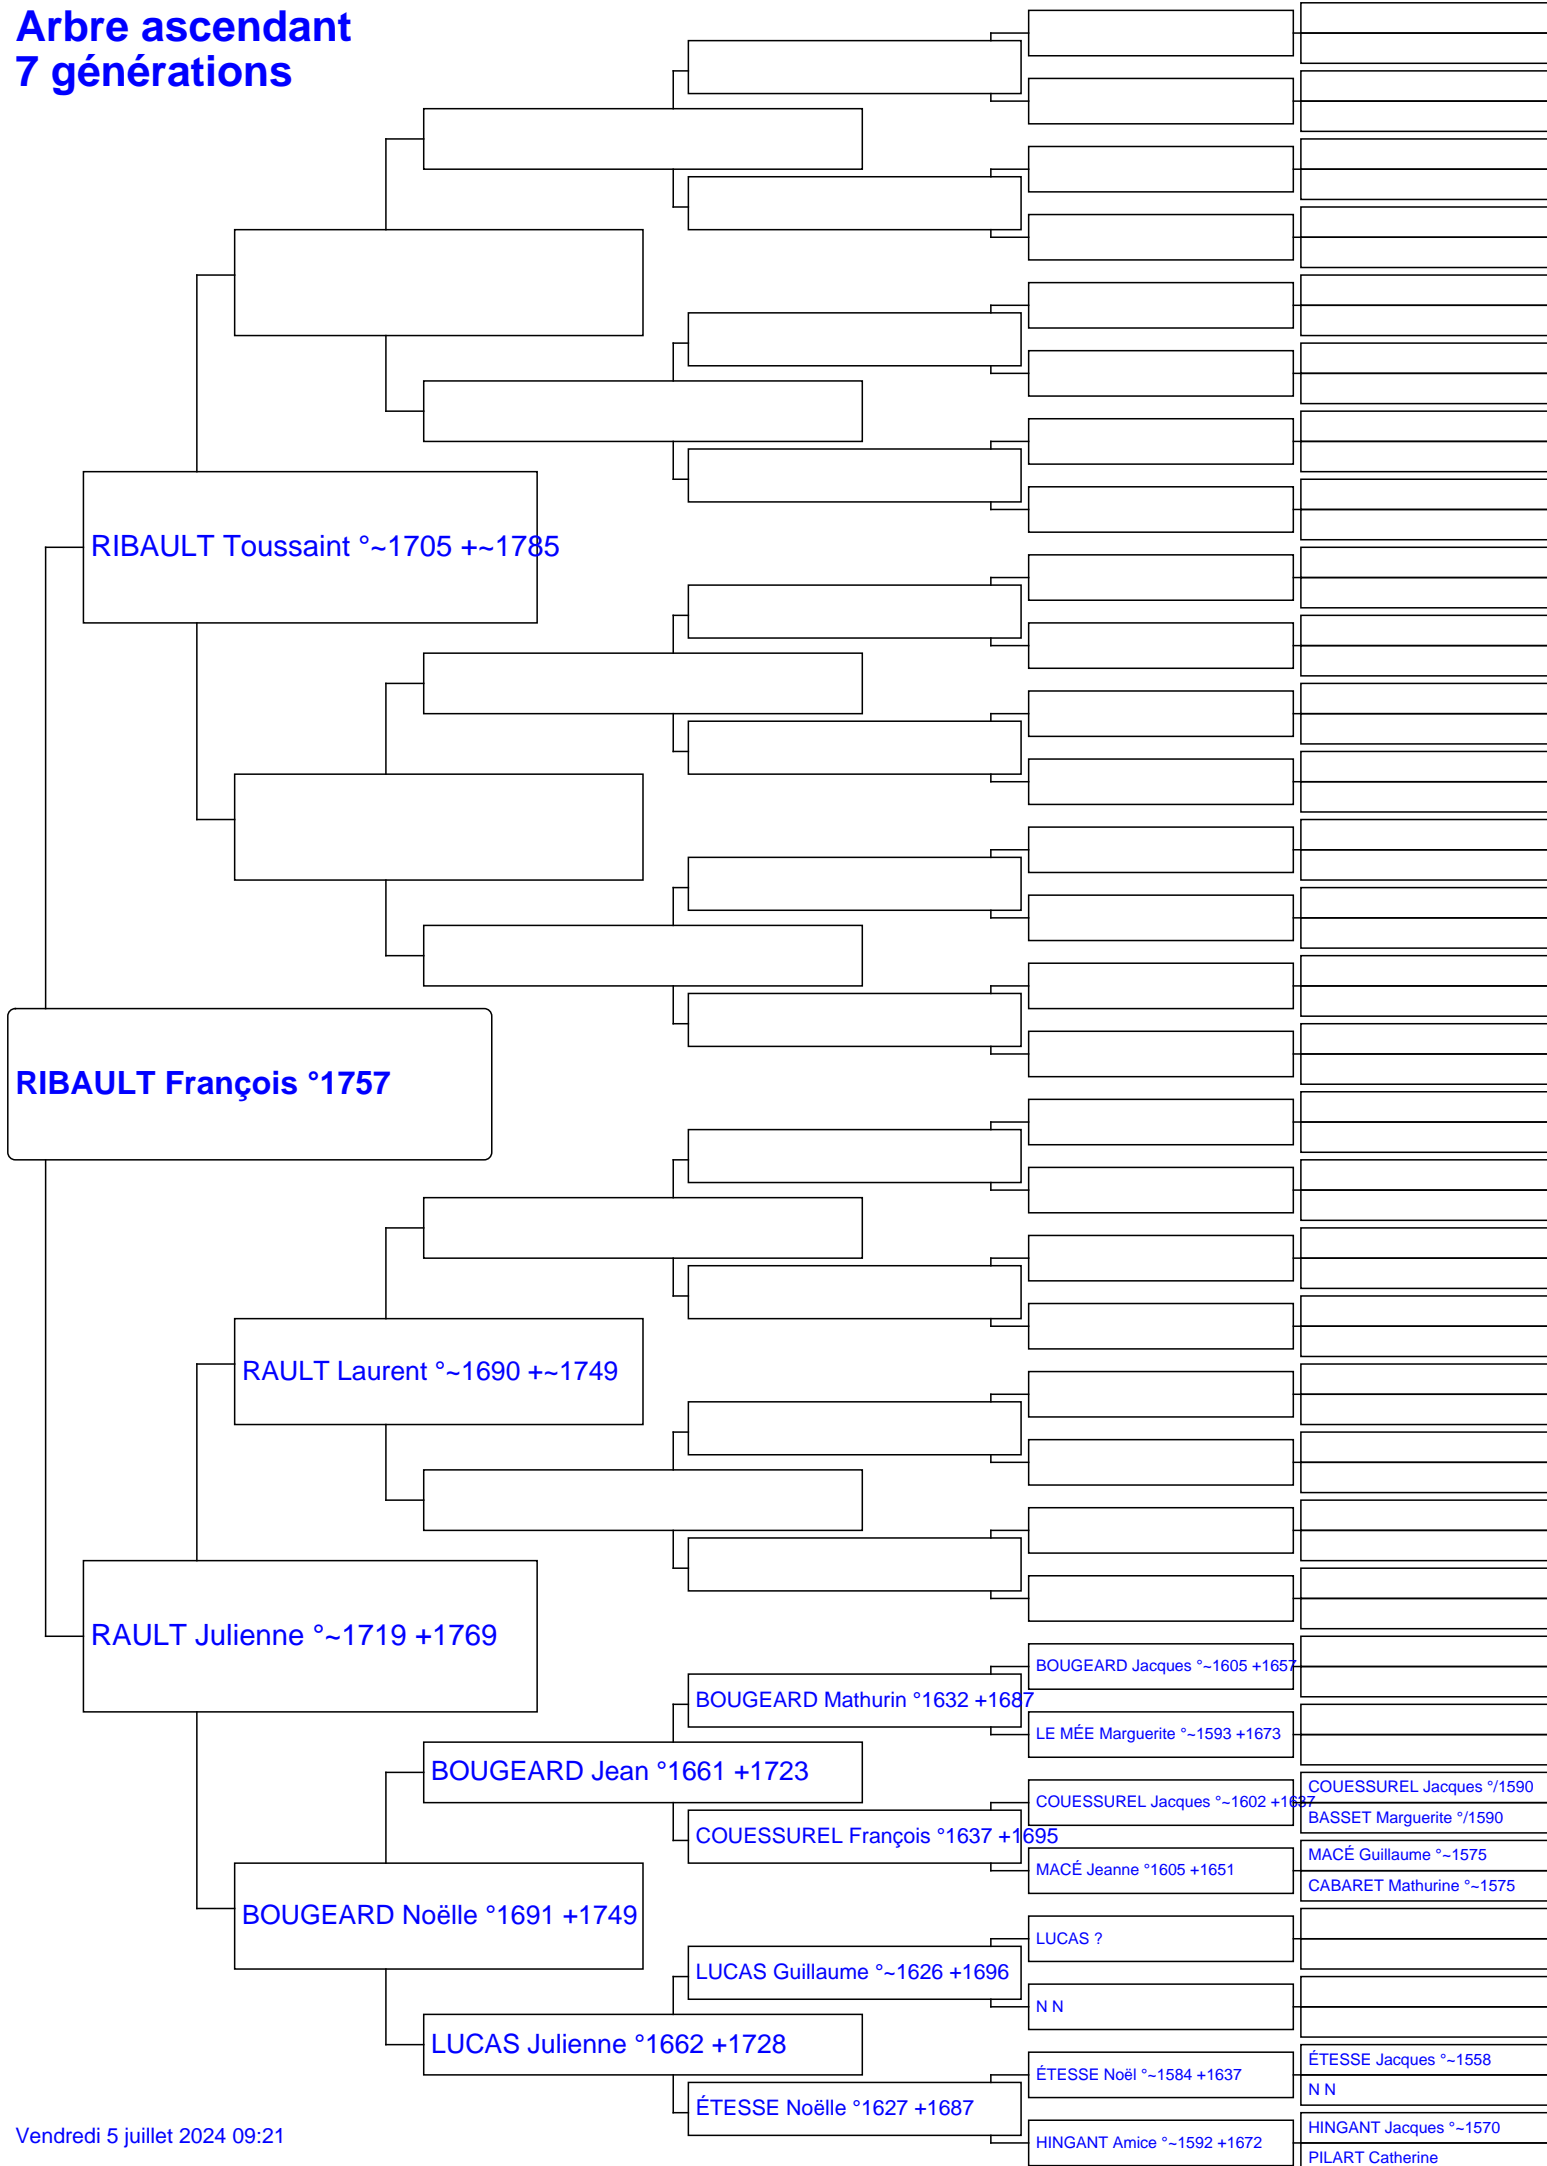 Arbre ascendant
7 générations
RIBAULT Toussaint °~1705 +~1785
RIBAULT François °1757
RAULT Laurent °~1690 +~1749
RAULT Julienne °~1719 +1769
BOUGEARD Jacques °~1605 +1657
BOUGEARD Mathurin °1632 +1687
LE MÉE Marguerite °~1593 +1673
BOUGEARD Jean °1661 +1723
COUESSUREL Jacques °/1590
COUESSUREL Jacques °~1602 +1637
BASSET Marguerite °/1590
COUESSUREL François °1637 +1695
MACÉ Guillaume °~1575
MACÉ Jeanne °1605 +1651
CABARET Mathurine °~1575
BOUGEARD Noëlle °1691 +1749
LUCAS ?
LUCAS Guillaume °~1626 +1696
N N
LUCAS Julienne °1662 +1728
ÉTESSE Jacques °~1558
ÉTESSE Noël °~1584 +1637
N N
ÉTESSE Noëlle °1627 +1687
HINGANT Jacques °~1570
HINGANT Amice °~1592 +1672
PILART Catherine
Vendredi 5 juillet 2024 09:21